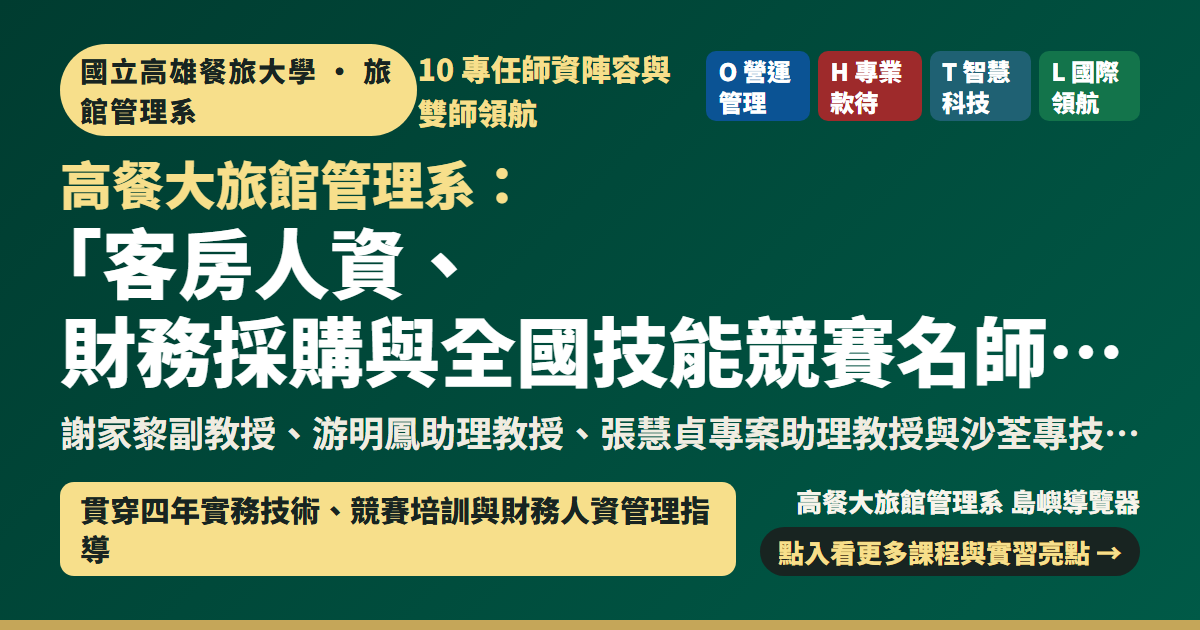 國立高雄餐旅大學 · 旅
館管理系
10 專任師資陣容與
雙師領航
O 營運
管理
H 專業
款待
T 智慧
科技
L 國際
領航
高餐大旅館管理系：
「客房人資、
財務採購與全國技能競賽名師…
謝家黎副教授、游明鳳助理教授、張慧貞專案助理教授與沙荃專技…
貫穿四年實務技術、競賽培訓與財務人資管理指
導
高餐大旅館管理系 島嶼導覽器
點入看更多課程與實習亮點 →